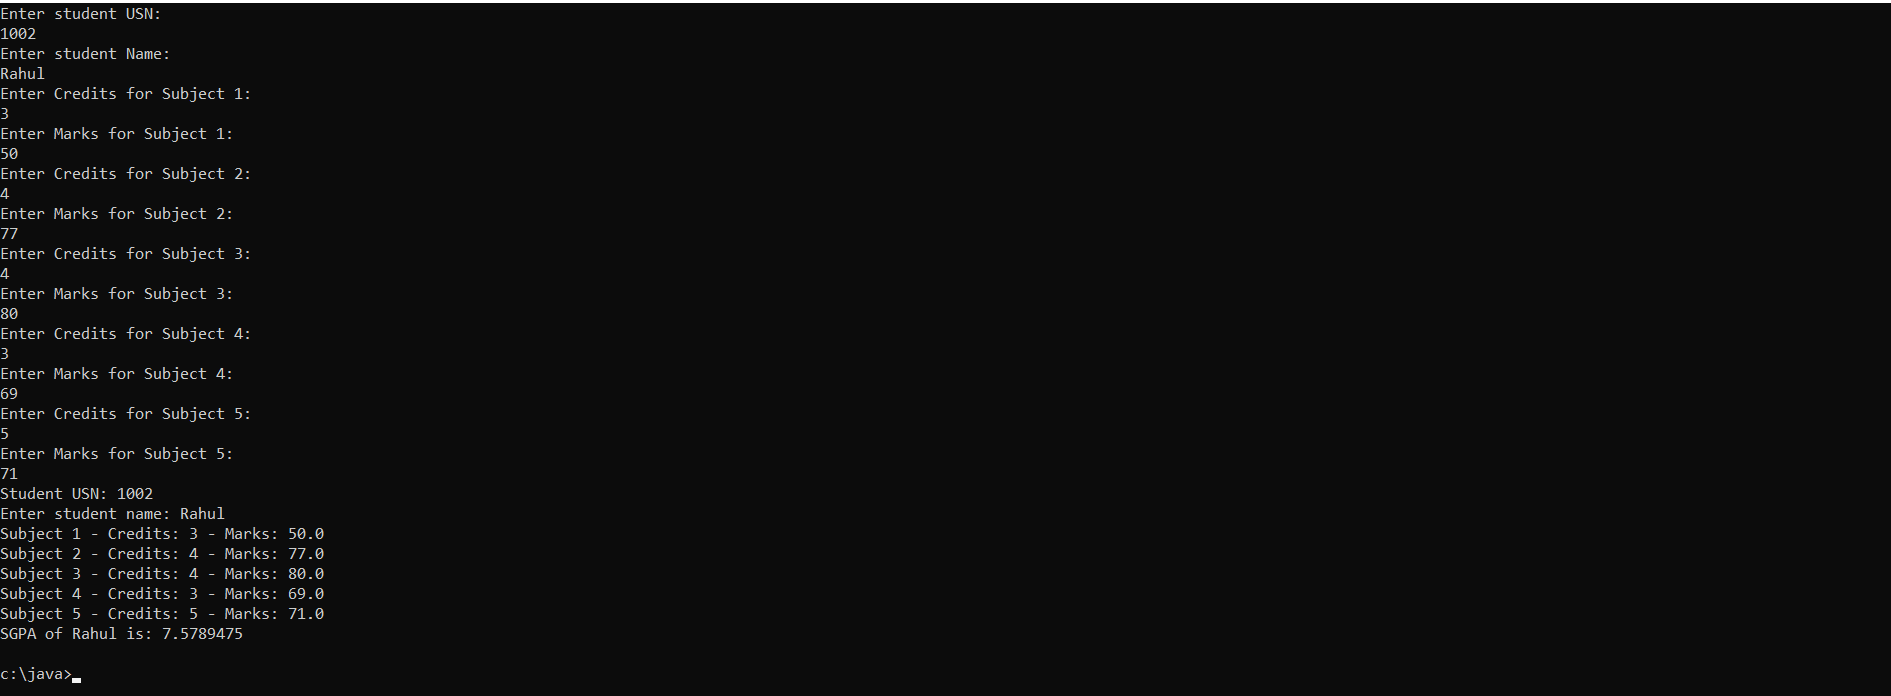 Enter student USN:
1002
Enter student Name:
Rahul
Enter Credits for Subject 1:
3
Enter Marks for Subject 1:
50
Enter Credits for Subject 2:
4
Enter Marks for Subject 2:
77
Enter Credits for Subject 3:
4
Enter Marks for Subject 3:
80
Enter Credits for Subject 4:
3
Enter Marks for Subject 4:
69
Enter Credits for Subject 5:
5
Enter Marks for Subject 5:
71
Student USN: 1002
Enter student name: Rahul
Subject 1 - Credits: 3 - Marks: 50.0
Subject 2 - Credits: 4 - Marks: 77.0
Subject 3 - Credits: 4 - Marks: 80.0
Subject 4 - Credits: 3 - Marks: 69.0
Subject 5 - Credits: 5 - Marks: 71.0
SGPA of Rahul is: 7.5789475
c:\java>